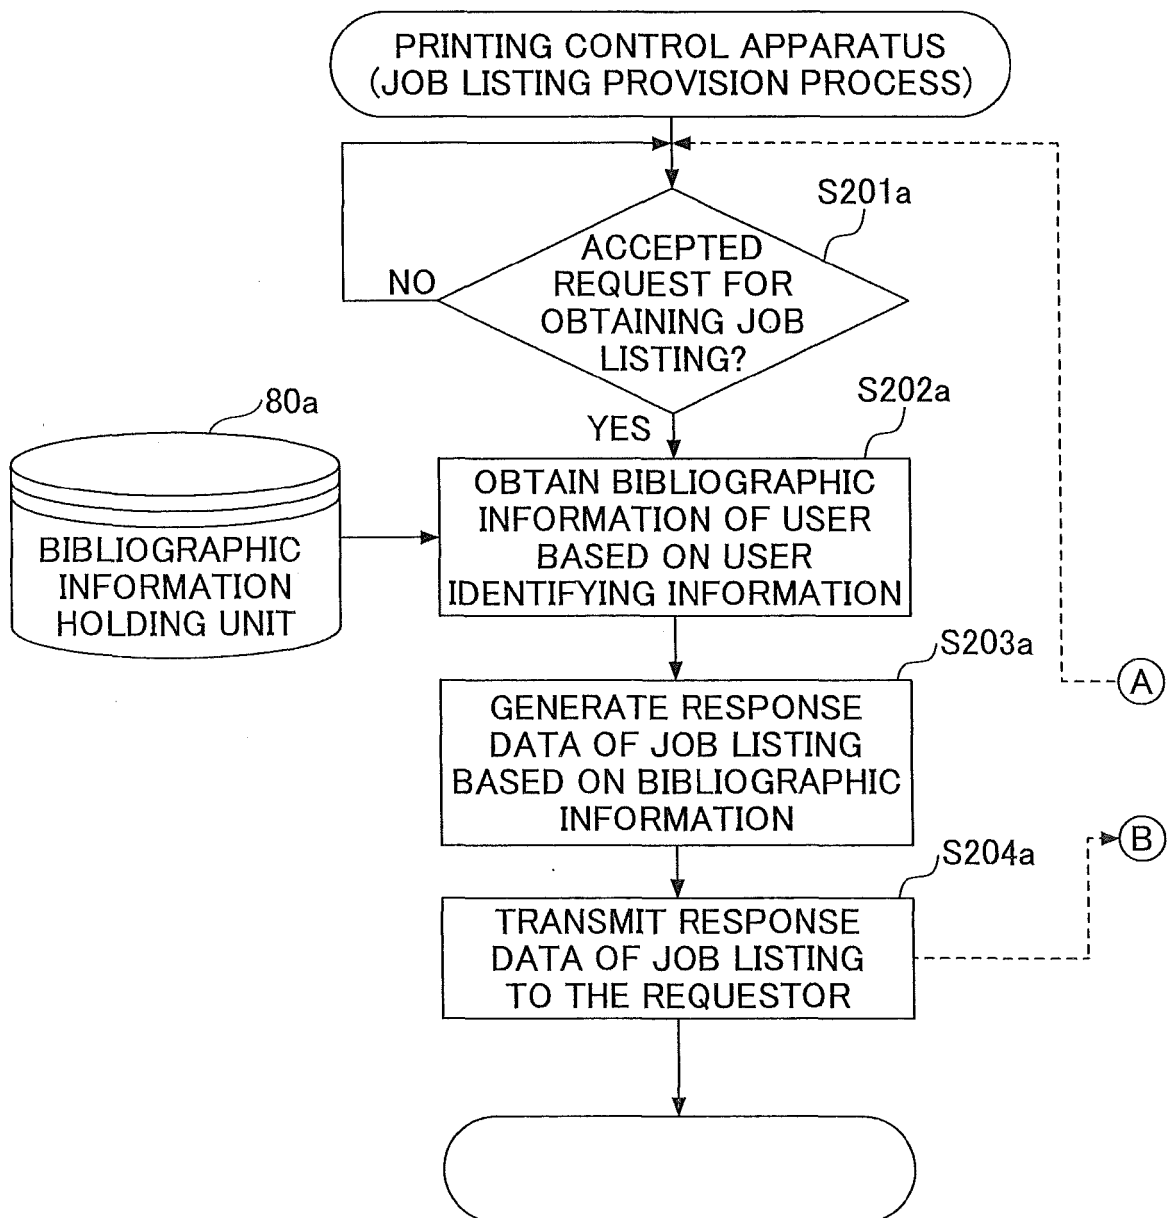 PRINTING CONTROL APPARATUS
(JOB LISTING PROVISION PROCESS)
S201a
ACCEPTED
REQUEST FOR
OBTAINING JOB
LISTING?
NO
YES
S202a
80a
BIBLIOGRAPHIC
INFORMATION
HOLDING UNIT
OBTAIN BIBLIOGRAPHIC
INFORMATION OF USER
BASED ON USER
IDENTIFYING INFORMATION
S203a
A
GENERATE RESPONSE
DATA OF JOB LISTING
BASED ON BIBLIOGRAPHIC
INFORMATION
B
S204a
TRANSMIT RESPONSE
DATA OF JOB LISTING
TO THE REQUESTOR